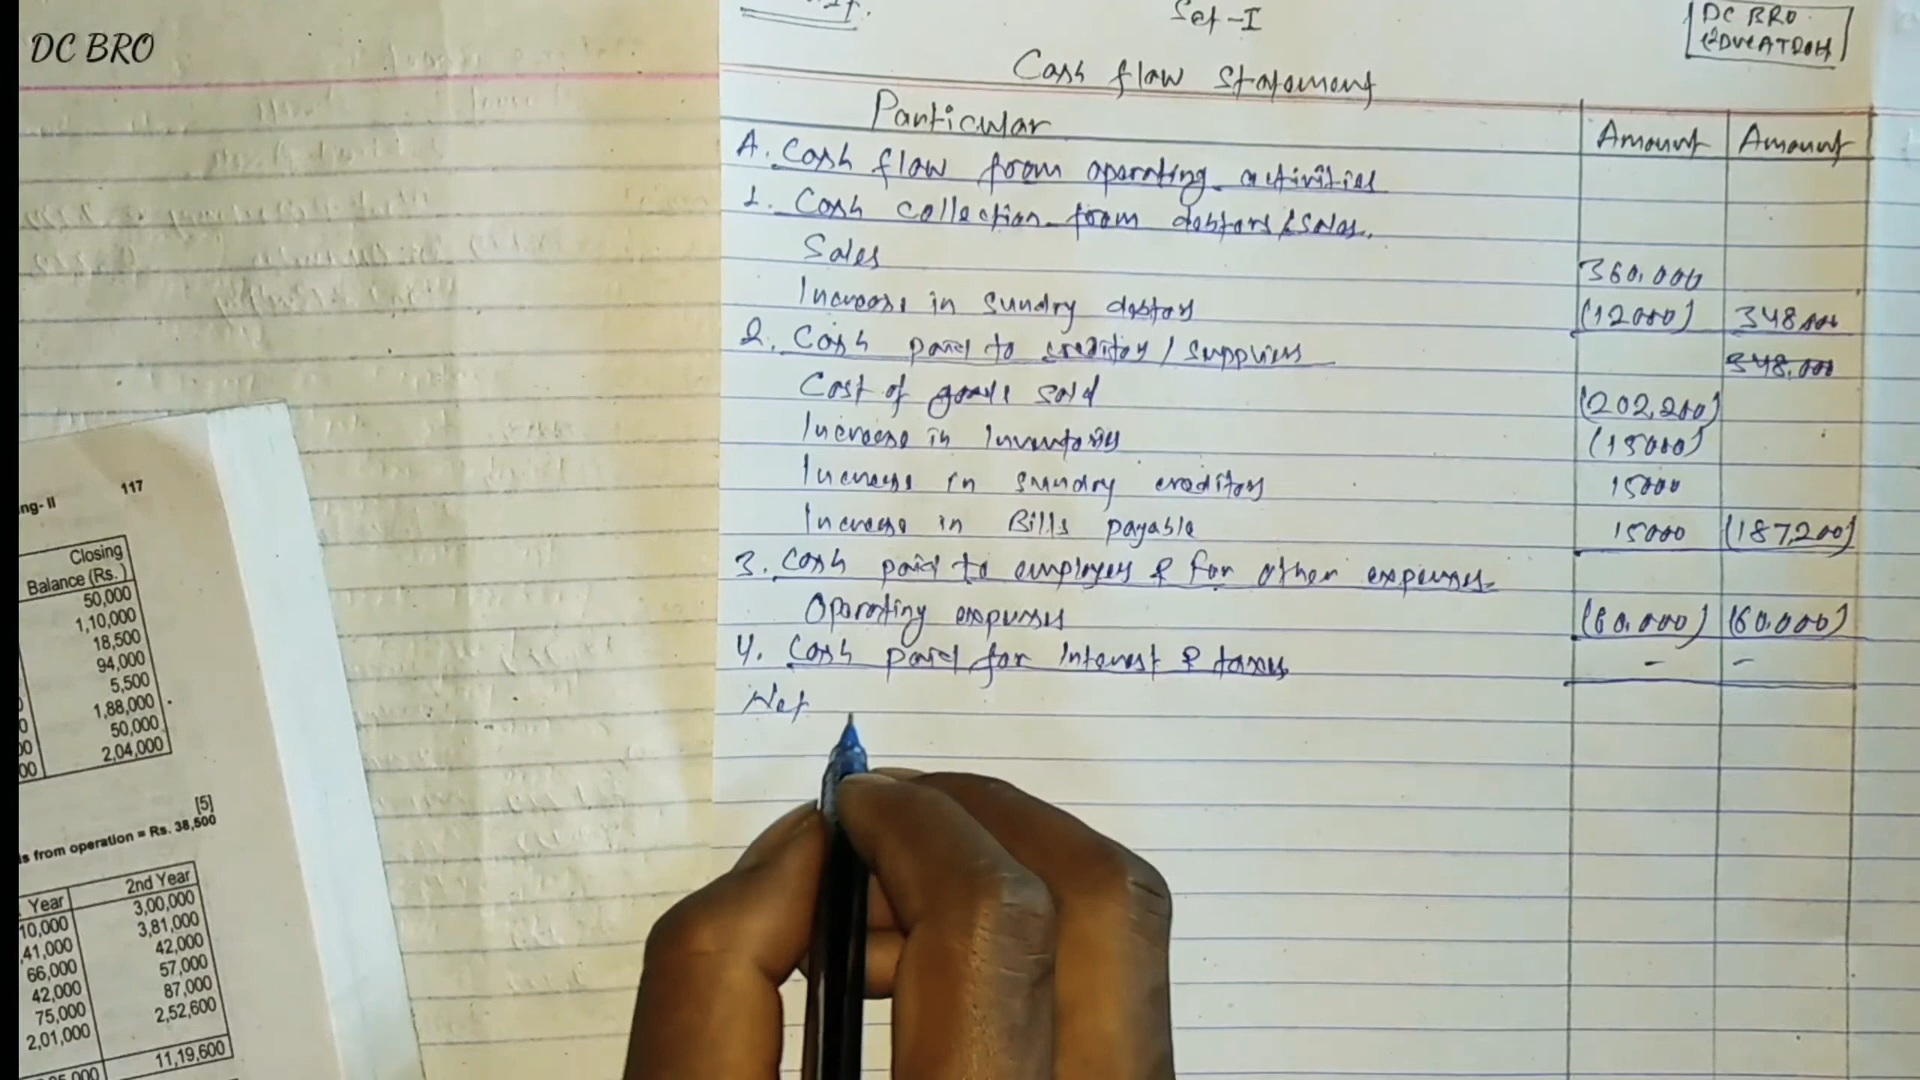 DC BRO
Set-I
DC BRO
Cash flow Statement
Particular
Amount
Amount
A. Cash flow from operating activities
1. Cash collection from debtors/Sales.
Sales
360,000
Increase in sundry debtors
(12000)
348000
2. Cash paid to creditors / suppliers
348,000
Cost of goods sold
(202,200)
Increase in Inventories
(15000)
Increase in sundry creditors
15000
Increase in Bills payable
15000
(187,200)
3. Cash paid to employees & for other expenses
Operating expenses
(60,000)
(60,000)
4. Cash paid for Interest & taxes
-
-
Net
ng- II
117
Closing
Balance (Rs.)
50,000
1,10,000
18,500
94,000
5,500
1,88,000
50,000
2,04,000
[5]
s from operation = Rs. 38,500
Year
2nd Year
10,000
3,00,000
,41,000
3,81,000
66,000
42,000
42,000
57,000
75,000
87,000
2,01,000
2,52,600
11,19,600